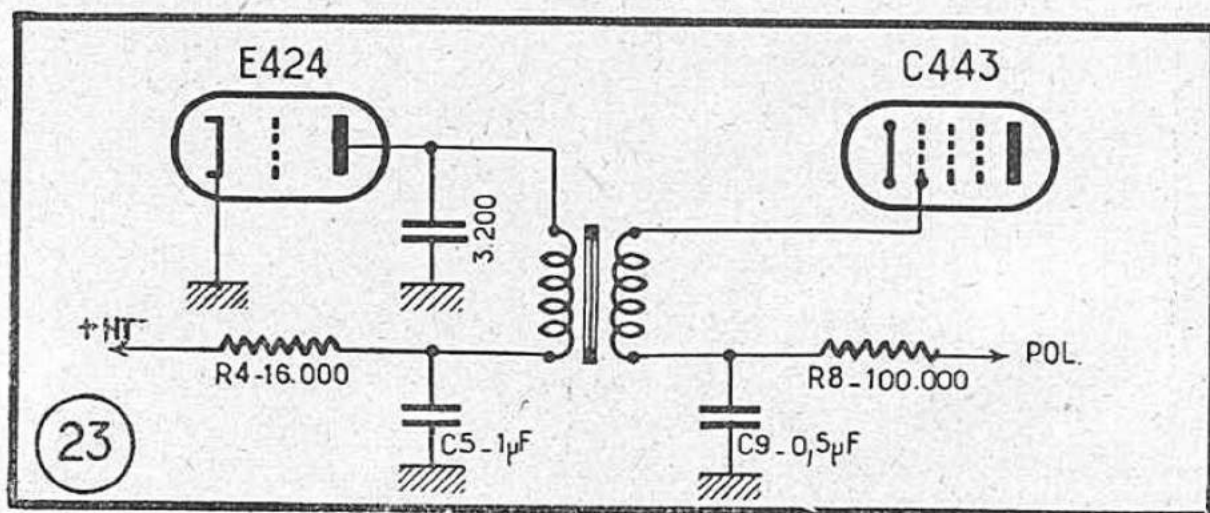 E424
C443
3.200
+HT
R4-16.000
R8-100.000
POL.
C5-1µF
C9-0,5µF
23